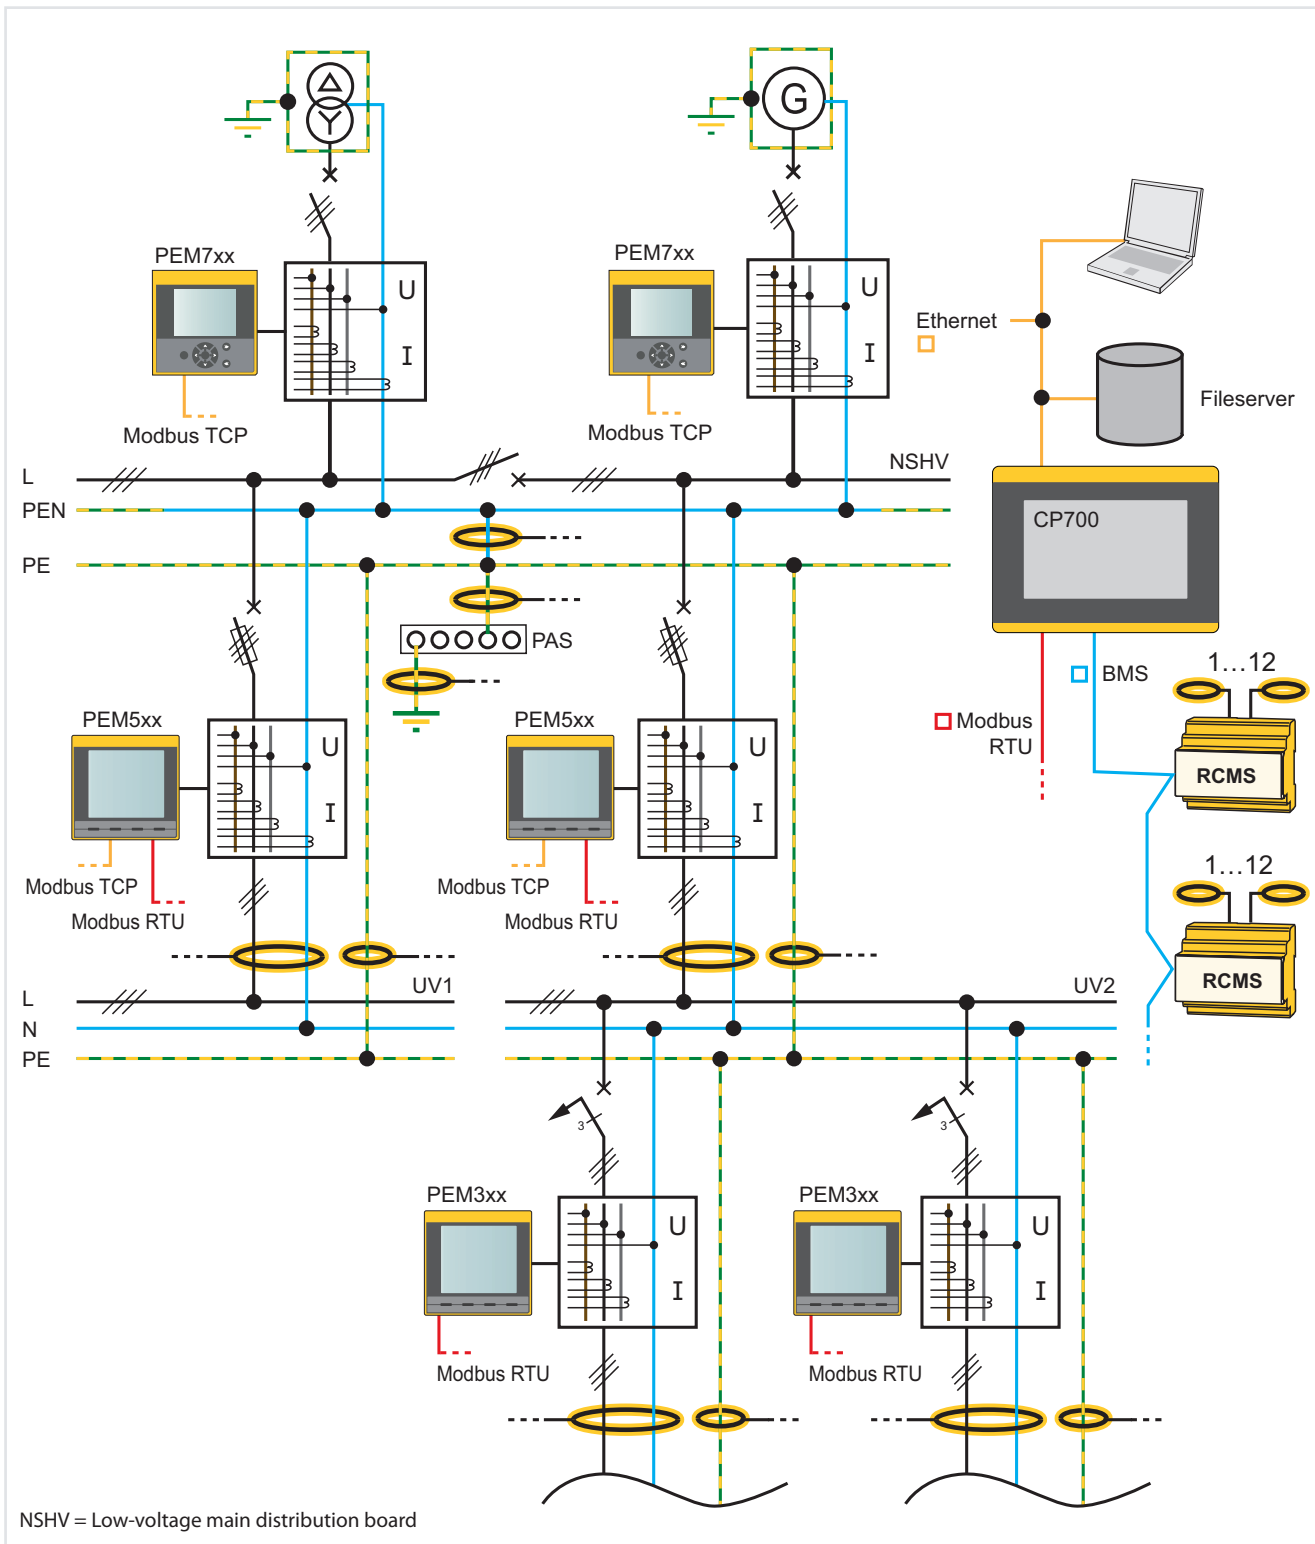 G
PEM7xx
U
I
Modbus TCP
PEM7xx
U
I
Modbus TCP
Ethernet
Fileserver
L
NSHV
PEN
PE
CP700
PAS
BMS
Modbus
RTU
1...12
RCMS
1...12
RCMS
PEM5xx
U
I
Modbus TCP
Modbus RTU
PEM5xx
U
I
Modbus TCP
Modbus RTU
L
UV1
UV2
N
PE
3
3
PEM3xx
U
I
Modbus RTU
PEM3xx
U
I
Modbus RTU
NSHV = Low-voltage main distribution board